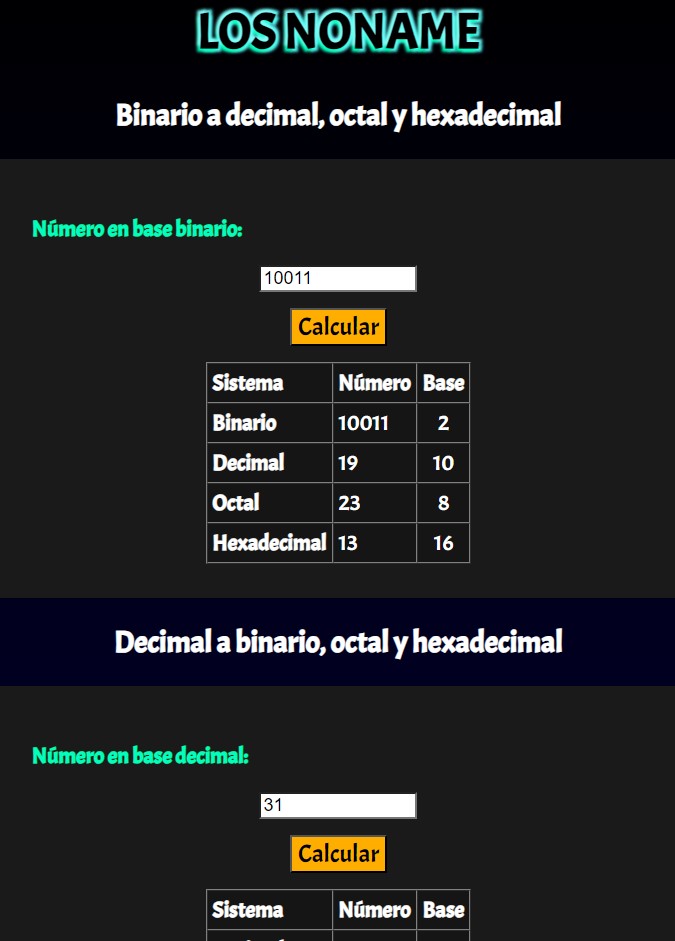 LOS NONAME
Binario a decimal, octal y hexadecimal
Número en base binario:
10011
Calcular
Sistema Número Base
Binario 10011 2
Decimal 19 10
Octal 23 8
Hexadecimal 13 16
Decimal a binario, octal y hexadecimal
Número en base decimal:
31
Calcular
Sistema Número Base